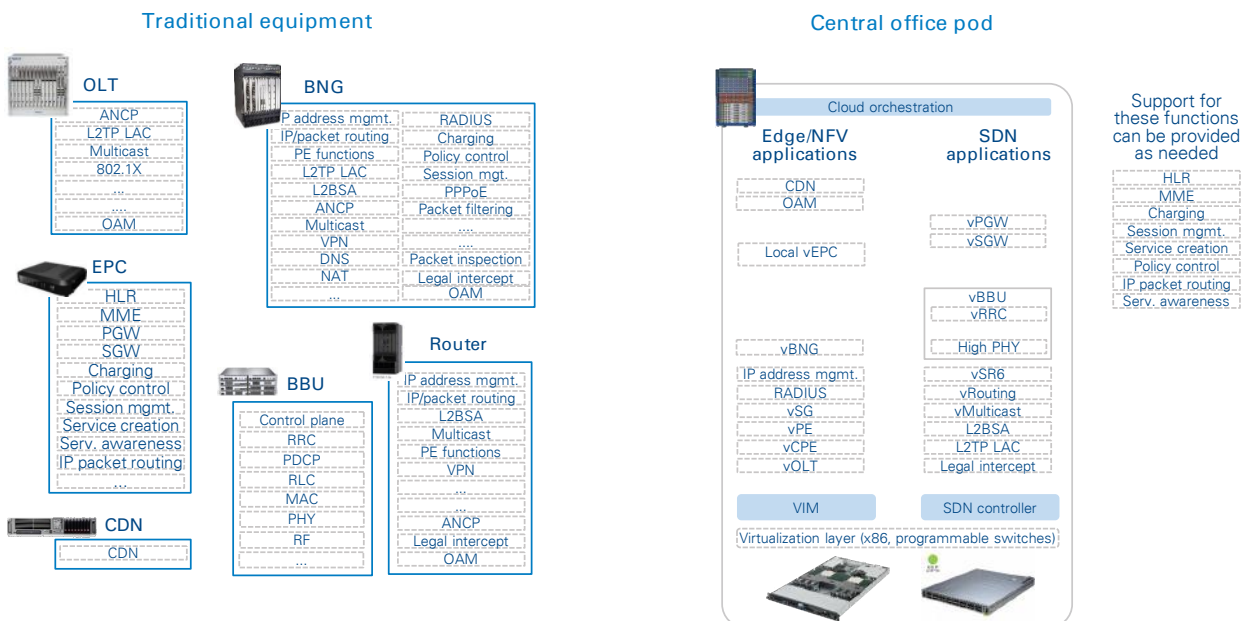 Traditional equipment
OLT
ANCP
L2TP LAC
Multicast
802.1X
...
....
OAM
BNG
P address mgmt.
IP/packet routing
PE functions
L2TP LAC
L2BSA
ANCP
Multicast
VPN
DNS
NAT
...
RADIUS
Charging
Policy control
Session mgt.
PPPoE
Packet filtering
....
....
Packet inspection
Legal intercept
OAM
EPC
HLR
MME
PGW
SGW
Charging
Policy control
Session mgmt.
Service creation
Serv. awareness
IP packet routing
...
BBU
Control plane
RRC
PDCP
RLC
MAC
PHY
RF
...
Router
IP address mgmt.
IP/packet routing
L2BSA
Multicast
PE functions
VPN
...
...
ANCP
Legal intercept
OAM
CDN
CDN
Central office pod
Cloud orchestration
Edge/NFV
applications
CDN
OAM
Local vEPC
vBNG
IP address mgmt.
RADIUS
vSG
vPE
vCPE
vOLT
SDN
applications
vPGW
vSGW
vBBU
vRRC
High PHY
vSR6
vRouting
vMulticast
L2BSA
L2TP LAC
Legal intercept
VIM
SDN controller
Virtualization layer (x86, programmable switches)
Support for
these functions
can be provided
as needed
HLR
MME
Charging
Session mgmt.
Service creation
Policy control
IP packet routing
Serv. awareness